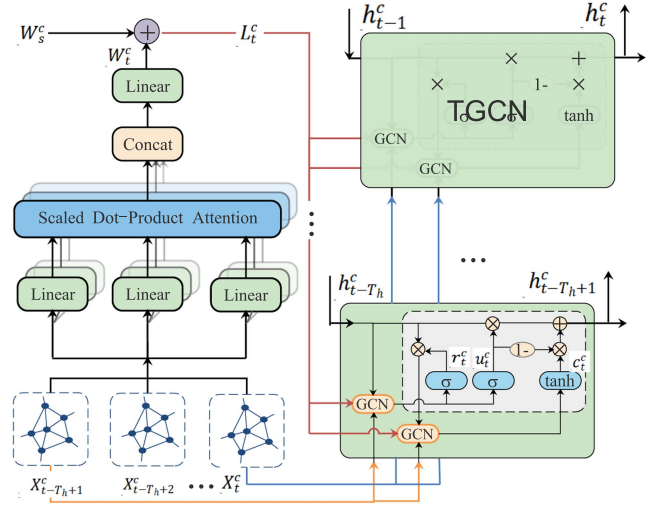 W_s^c
+
L_t^c
W_t^c
Linear
Concat
Scaled Dot-Product Attention
Linear
Linear
Linear
X_{t-T_h+1}^c
X_{t-T_h+2}^c
• • •
X_t^c
h_{t-1}^c
h_t^c
×
+
×
1-
×
TGCN
σ
σ
tanh
GCN
GCN
• • •
h_{t-T_h}^c
h_{t-T_h+1}^c
r_t^c
u_t^c
1-
c_t^c
σ
σ
tanh
GCN
GCN